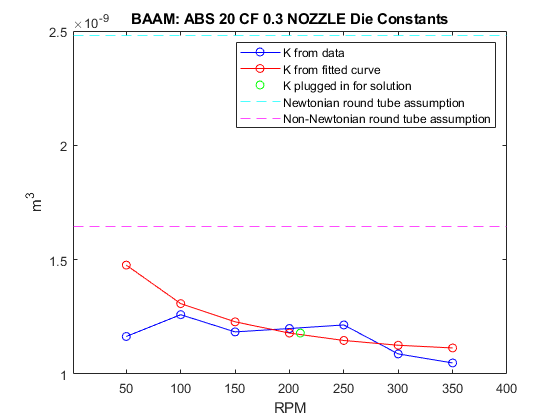 BAAM: ABS 20 CF 0.3 NOZZLE Die Constants
×10⁻⁹
2.5
2
1.5
1
m³
K from data
K from fitted curve
K plugged in for solution
Newtonian round tube assumption
Non-Newtonian round tube assumption
50 100 150 200 250 300 350 400
RPM